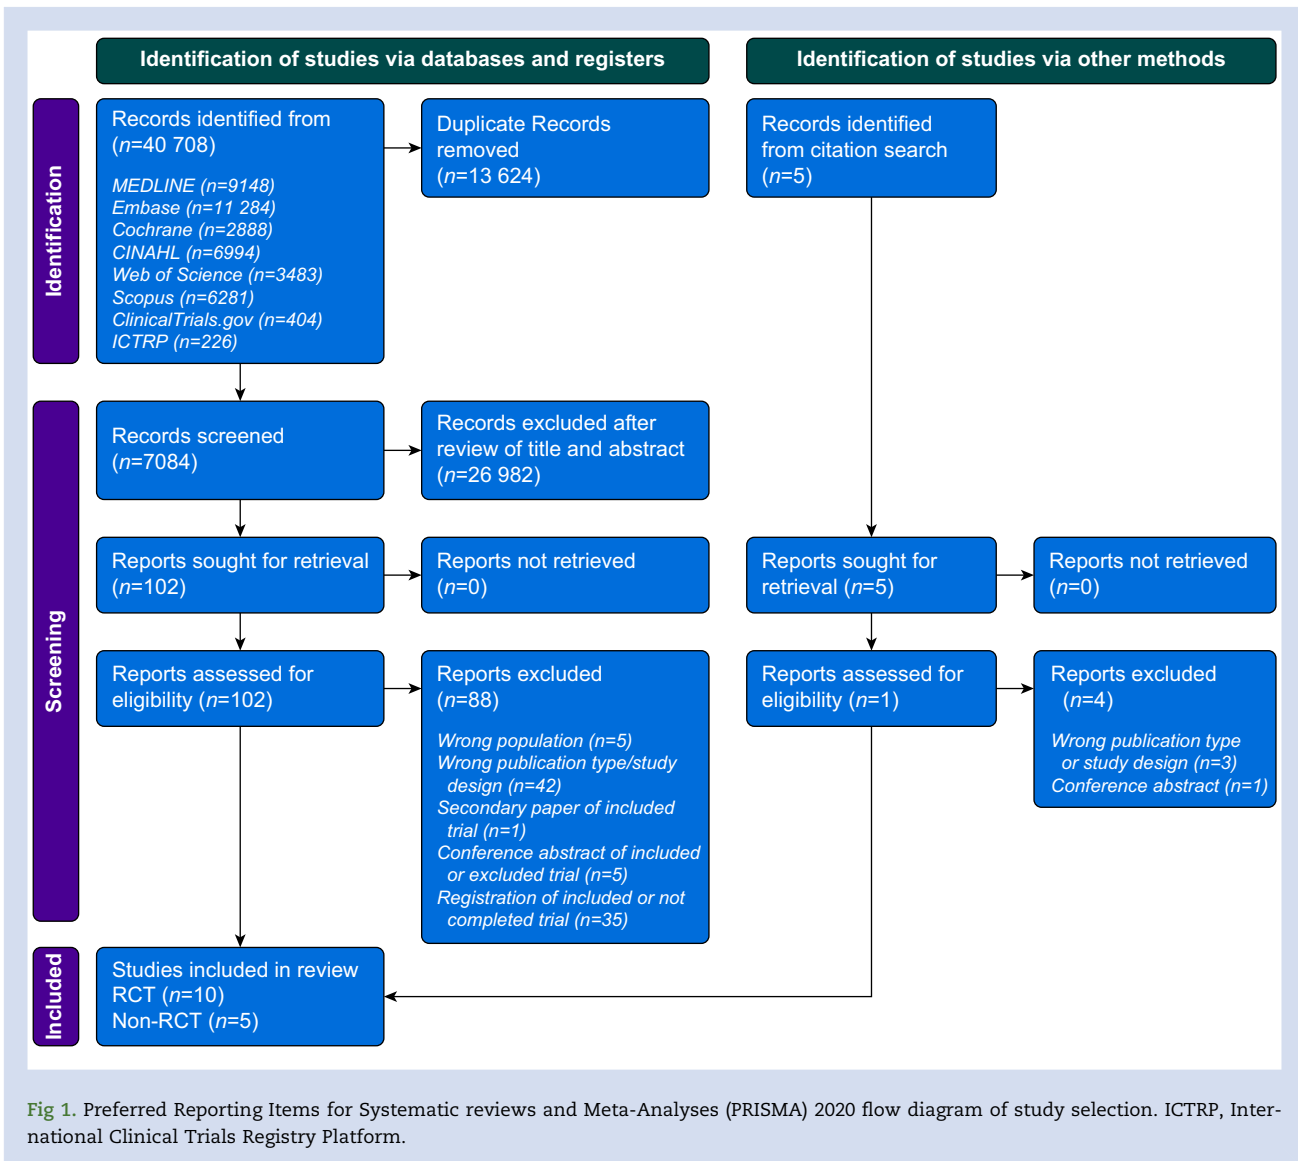 Identification of studies via databases and registers
Identification of studies via other methods
Identification
Records identified from
(n=40 708)
MEDLINE (n=9148)
Embase (n=11 284)
Cochrane (n=2888)
CINAHL (n=6994)
Web of Science (n=3483)
Scopus (n=6281)
ClinicalTrials.gov (n=404)
ICTRP (n=226)
Duplicate Records
removed
(n=13 624)
Records identified
from citation search
(n=5)
Screening
Records screened
(n=7084)
Records excluded after
review of title and abstract
(n=26 982)
Reports sought for retrieval
(n=102)
Reports not retrieved
(n=0)
Reports sought for
retrieval (n=5)
Reports not retrieved
(n=0)
Reports assessed for
eligibility (n=102)
Reports excluded
(n=88)
Wrong population (n=5)
Wrong publication type/study
design (n=42)
Secondary paper of included
trial (n=1)
Conference abstract of included
or excluded trial (n=5)
Registration of included or not
completed trial (n=35)
Reports assessed for
eligibility (n=1)
Reports excluded
(n=4)
Wrong publication type
or study design (n=3)
Conference abstract (n=1)
Included
Studies included in review
RCT (n=10)
Non-RCT (n=5)
Fig 1. Preferred Reporting Items for Systematic reviews and Meta-Analyses (PRISMA) 2020 flow diagram of study selection. ICTRP, Inter-
national Clinical Trials Registry Platform.